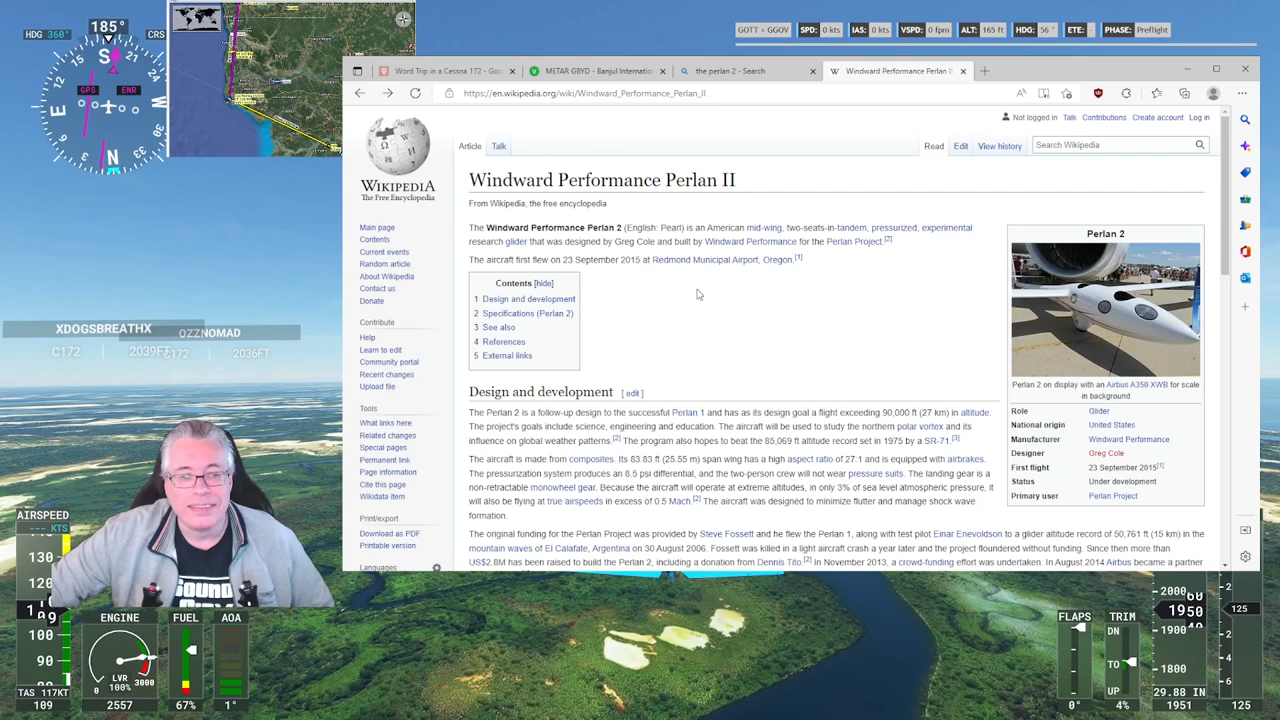 HDG 360°
185°
CRS
S
21
24
W
15
12
E
30
33
3
6
N
GPS
ENR
GOTT > GGOV
SPD: 0 kts
IAS: 0 kts
VSPD: 0 fpm
ALT: 165 ft
HDG: 56 °
ETE:
PHASE: Preflight
Word Trip in a Cessna 172 - Goo
METAR GBYD - Banjul Internatio
the perlan 2 - Search
Windward Performance Perlan II
https://en.wikipedia.org/wiki/Windward_Performance_Perlan_II
Not logged in Talk Contributions Create account Log in
Article Talk
Read Edit View history
Search Wikipedia
WIKIPEDIA
The Free Encyclopedia
Main page
Contents
Current events
Random article
About Wikipedia
Contact us
Donate
Contribute
Help
Learn to edit
Community portal
Recent changes
Upload file
Tools
What links here
Related changes
Special pages
Permanent link
Page information
Cite this page
Wikidata item
Print/export
Download as PDF
Printable version
Languages
Windward Performance Perlan II
From Wikipedia, the free encyclopedia
The Windward Performance Perlan 2 (English: Pearl) is an American mid-wing, two-seats-in-tandem, pressurized, experimental
research glider that was designed by Greg Cole and built by Windward Performance for the Perlan Project.[2]
The aircraft first flew on 23 September 2015 at Redmond Municipal Airport, Oregon.[1]
Contents [hide]
1 Design and development
2 Specifications (Perlan 2)
3 See also
4 References
5 External links
Design and development [ edit ]
The Perlan 2 is a follow-up design to the successful Perlan 1 and has as its design goal a flight exceeding 90,000 ft (27 km) in altitude.
The project's goals include science, engineering and education. The aircraft will be used to study the northern polar vortex and its
influence on global weather patterns.[2] The program also hopes to beat the 85,069 ft altitude record set in 1975 by a SR-71.[3]
The aircraft is made from composites. Its 83.83 ft (25.55 m) span wing has a high aspect ratio of 27.1 and is equipped with airbrakes.
The pressurization system produces an 8.5 psi differential, and the two-person crew will not wear pressure suits. The landing gear is a
non-retractable monowheel gear. Because the aircraft will operate at extreme altitudes, in only 3% of sea level atmospheric pressure, it
will also be flying at true airspeeds in excess of 0.5 Mach.[2] The aircraft was designed to minimize flutter and manage shock wave
formation.
The original funding for the Perlan Project was provided by Steve Fossett and he flew the Perlan 1, along with test pilot Einar Enevoldson to a glider altitude record of 50,761 ft (15 km) in the
mountain waves of El Calafate, Argentina on 30 August 2006. Fossett was killed in a light aircraft crash a year later and the project floundered without funding. Since then more than
US$2.8M has been raised to build the Perlan 2, including a donation from Dennis Tito.[2] In November 2013, a crowd-funding effort was undertaken. In August 2014 Airbus became a partner
Perlan 2
Perlan 2 on display with an Airbus A350 XWB for scale
in background
Role Glider
National origin United States
Manufacturer Windward Performance
Designer Greg Cole
First flight 23 September 2015[1]
Status Under development
Primary user Perlan Project
XDOGSBREATHX
C172 2039FT
OZZNOMAD
C172 2036FT
AIRSPEED
--- KTS
130
120
100
90
80
TAS 117KT
109
ENGINE
LVR
100%
0
3000
2557
FUEL
67%
AOA
1°
FLAPS
0°
TRIM
DN
TO
UP
4%
2000
1950
1900
1800
29.88 IN
1951
2
125
2
4
6
125